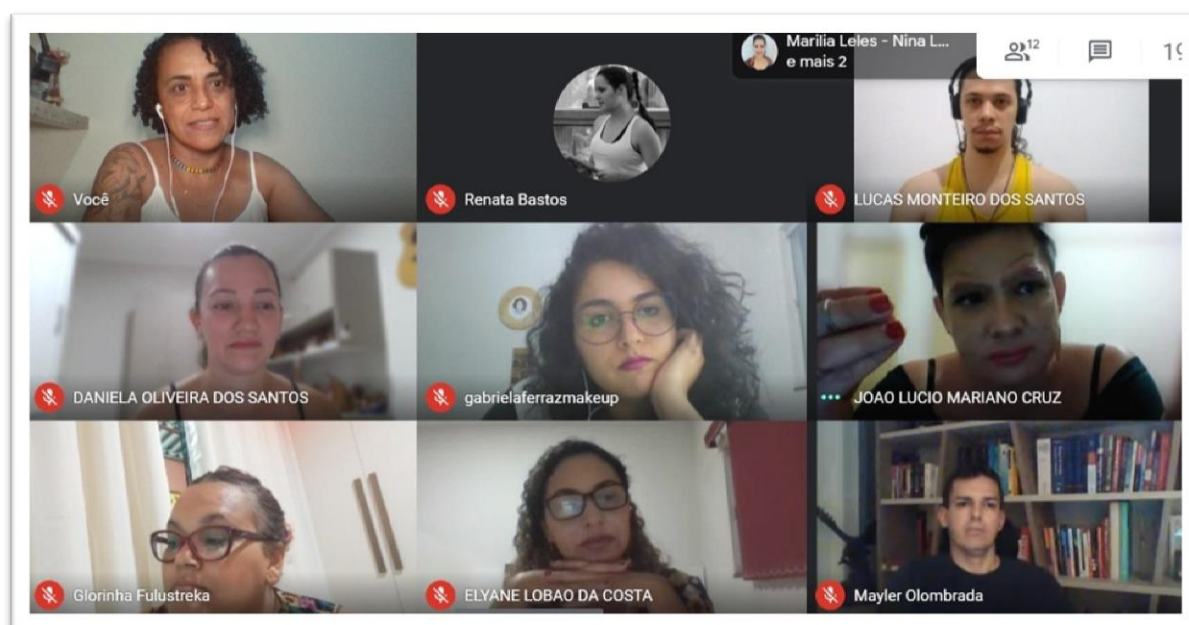 Marilia Leles - Nina L...
e mais 2
12
Você
Renata Bastos
LUCAS MONTEIRO DOS SANTOS
DANIELA OLIVEIRA DOS SANTOS
gabrielaferrazmakeup
JOAO LUCIO MARIANO CRUZ
Glorinha Fulustreka
ELYANE LOBAO DA COSTA
Mayler Olombrada